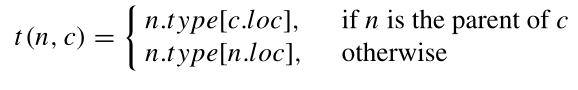 t(n, c) = { n.type[c.loc], if n is the parent of c
n.type[n.loc], otherwise